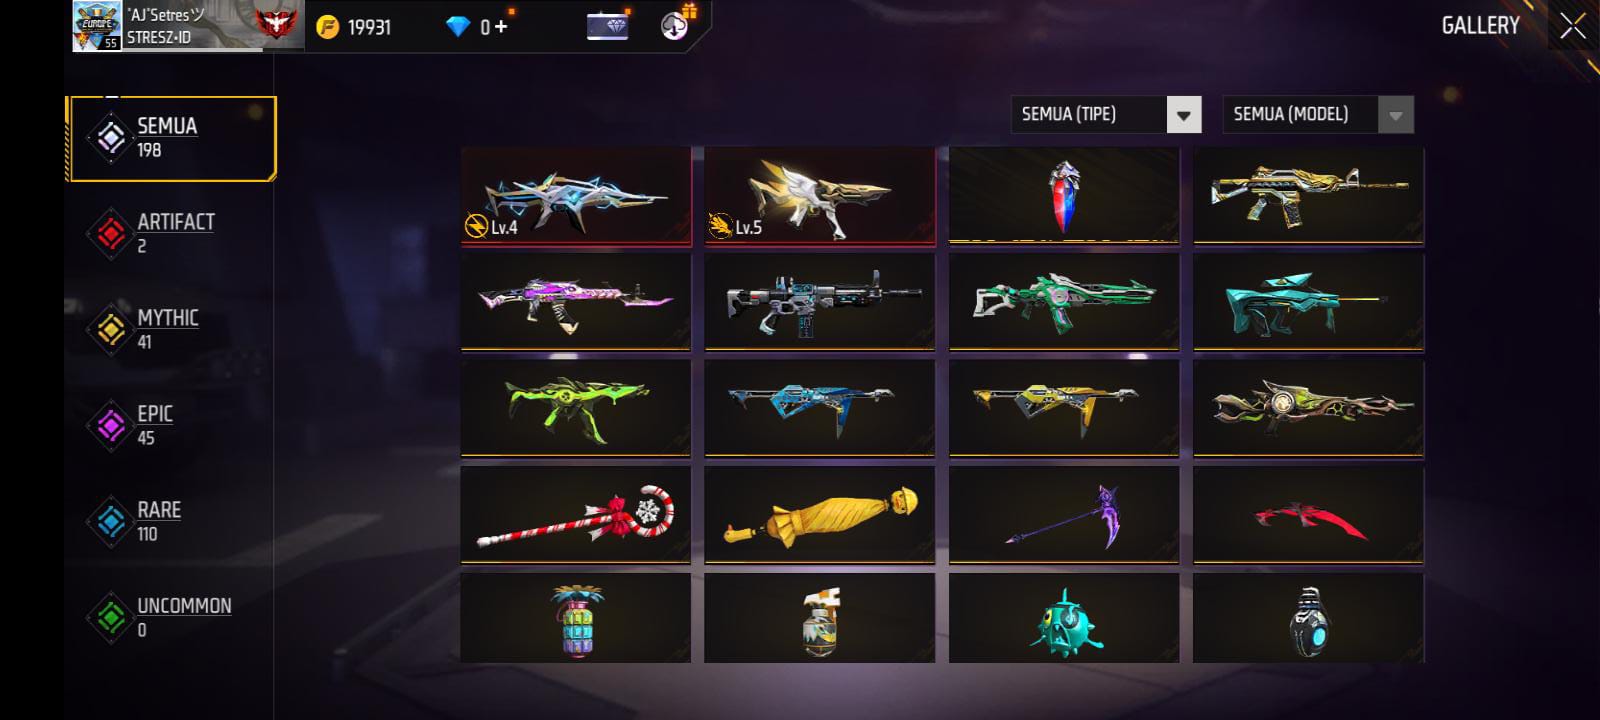 "AJ"Setresツ
STRESZ•ID
EUROPE
55
19931
0 +
GALLERY
SEMUA
198
ARTIFACT
2
MYTHIC
41
EPIC
45
RARE
110
UNCOMMON
0
SEMUA (TIPE)
SEMUA (MODEL)
Lv.4
Lv.5